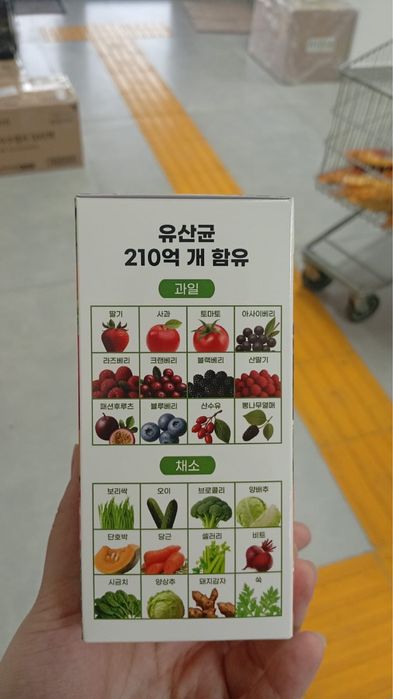 유산균
210억 개 함유
과일
딸기 사과 토마토 아사이베리
라즈베리 크랜베리 블랙베리 산딸기
패션후루츠 블루베리 산수유 뽕나무열매
채소
보리싹 오이 브로콜리 양배추
단호박 당근 샐러리 비트
시금치 양상추 돼지감자 쑥